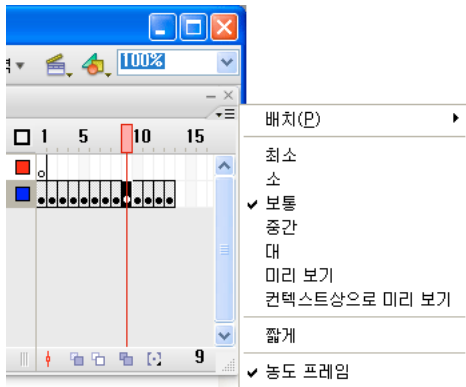 100%
1 5 10 15
9
배치(P)
최소
소
✔ 보통
중간
대
미리 보기
컨텍스트상으로 미리 보기
짧게
✔ 농도 프레임